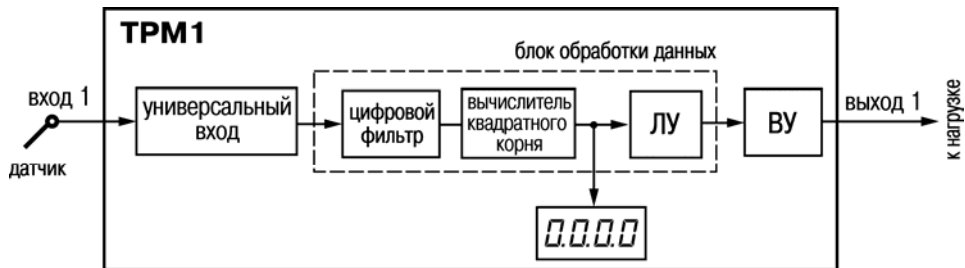 ТРМ1
блок обработки данных
вход 1
датчик
универсальный
вход
цифровой
фильтр
вычислитель
квадратного
корня
ЛУ
ВУ
выход 1
к нагрузке
0.0.0.0